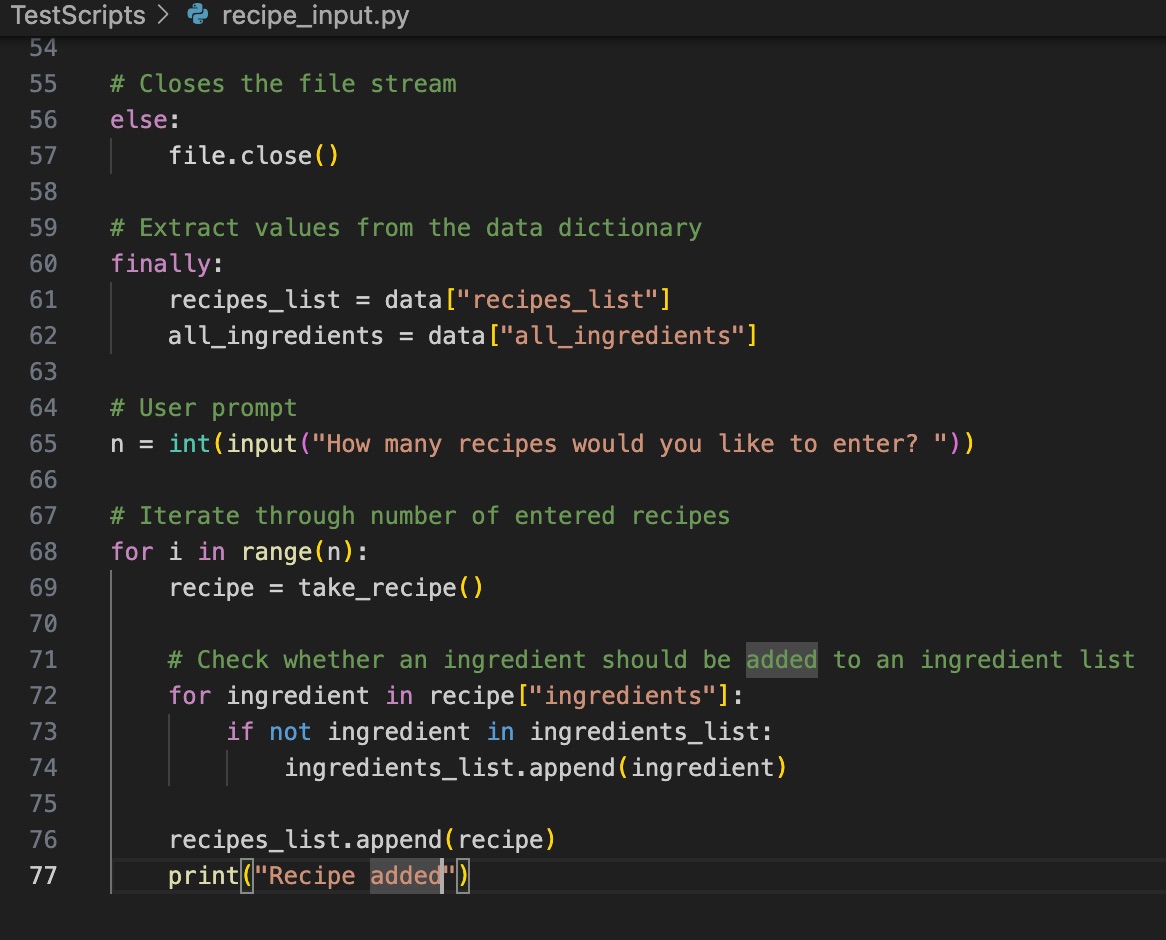 TestScripts > recipe_input.py
54
55 # Closes the file stream
56 else:
57     file.close()
58
59 # Extract values from the data dictionary
60 finally:
61     recipes_list = data["recipes_list"]
62     all_ingredients = data["all_ingredients"]
63
64 # User prompt
65 n = int(input("How many recipes would you like to enter? "))
66
67 # Iterate through number of entered recipes
68 for i in range(n):
69     recipe = take_recipe()
70
71     # Check whether an ingredient should be added to an ingredient list
72     for ingredient in recipe["ingredients"]:
73         if not ingredient in ingredients_list:
74             ingredients_list.append(ingredient)
75
76     recipes_list.append(recipe)
77     print("Recipe added")